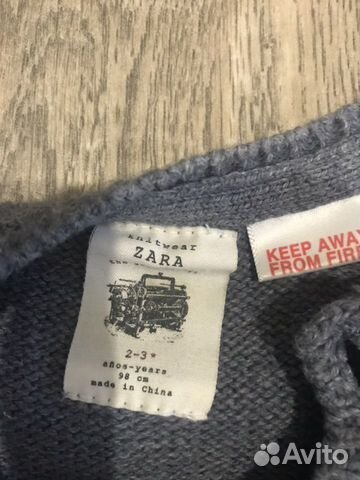 knitwear
ZARA
2-3*
años-years
98 cm
made in China
KEEP AWAY
FROM FIRE
Avito